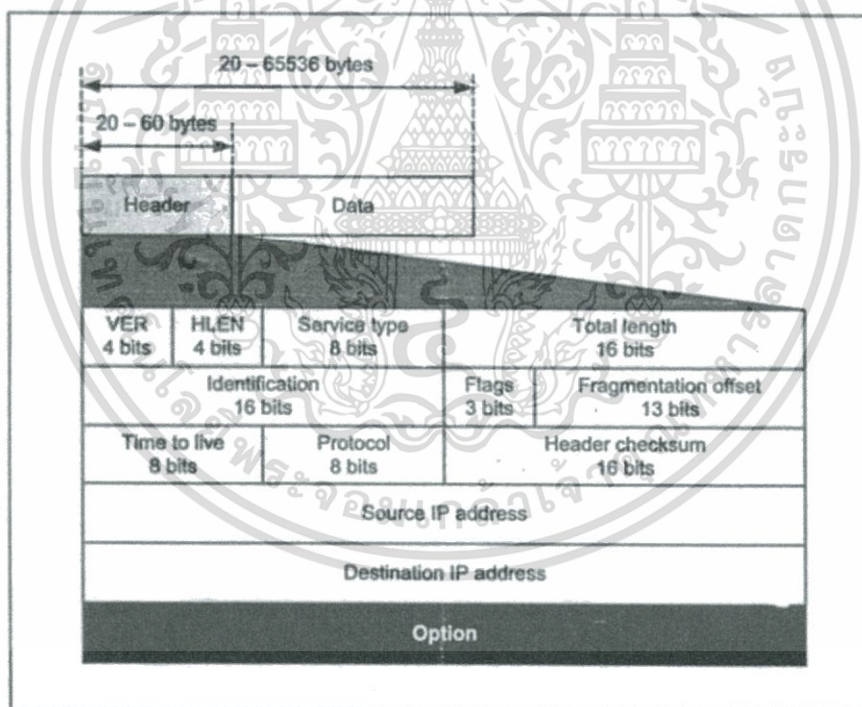 20 – 65536 bytes
20 – 60 bytes
Header
Data
VER
4 bits
HLEN
4 bits
Service type
8 bits
Total length
16 bits
Identification
16 bits
Flags
3 bits
Fragmentation offset
13 bits
Time to live
8 bits
Protocol
8 bits
Header checksum
16 bits
Source IP address
Destination IP address
Option